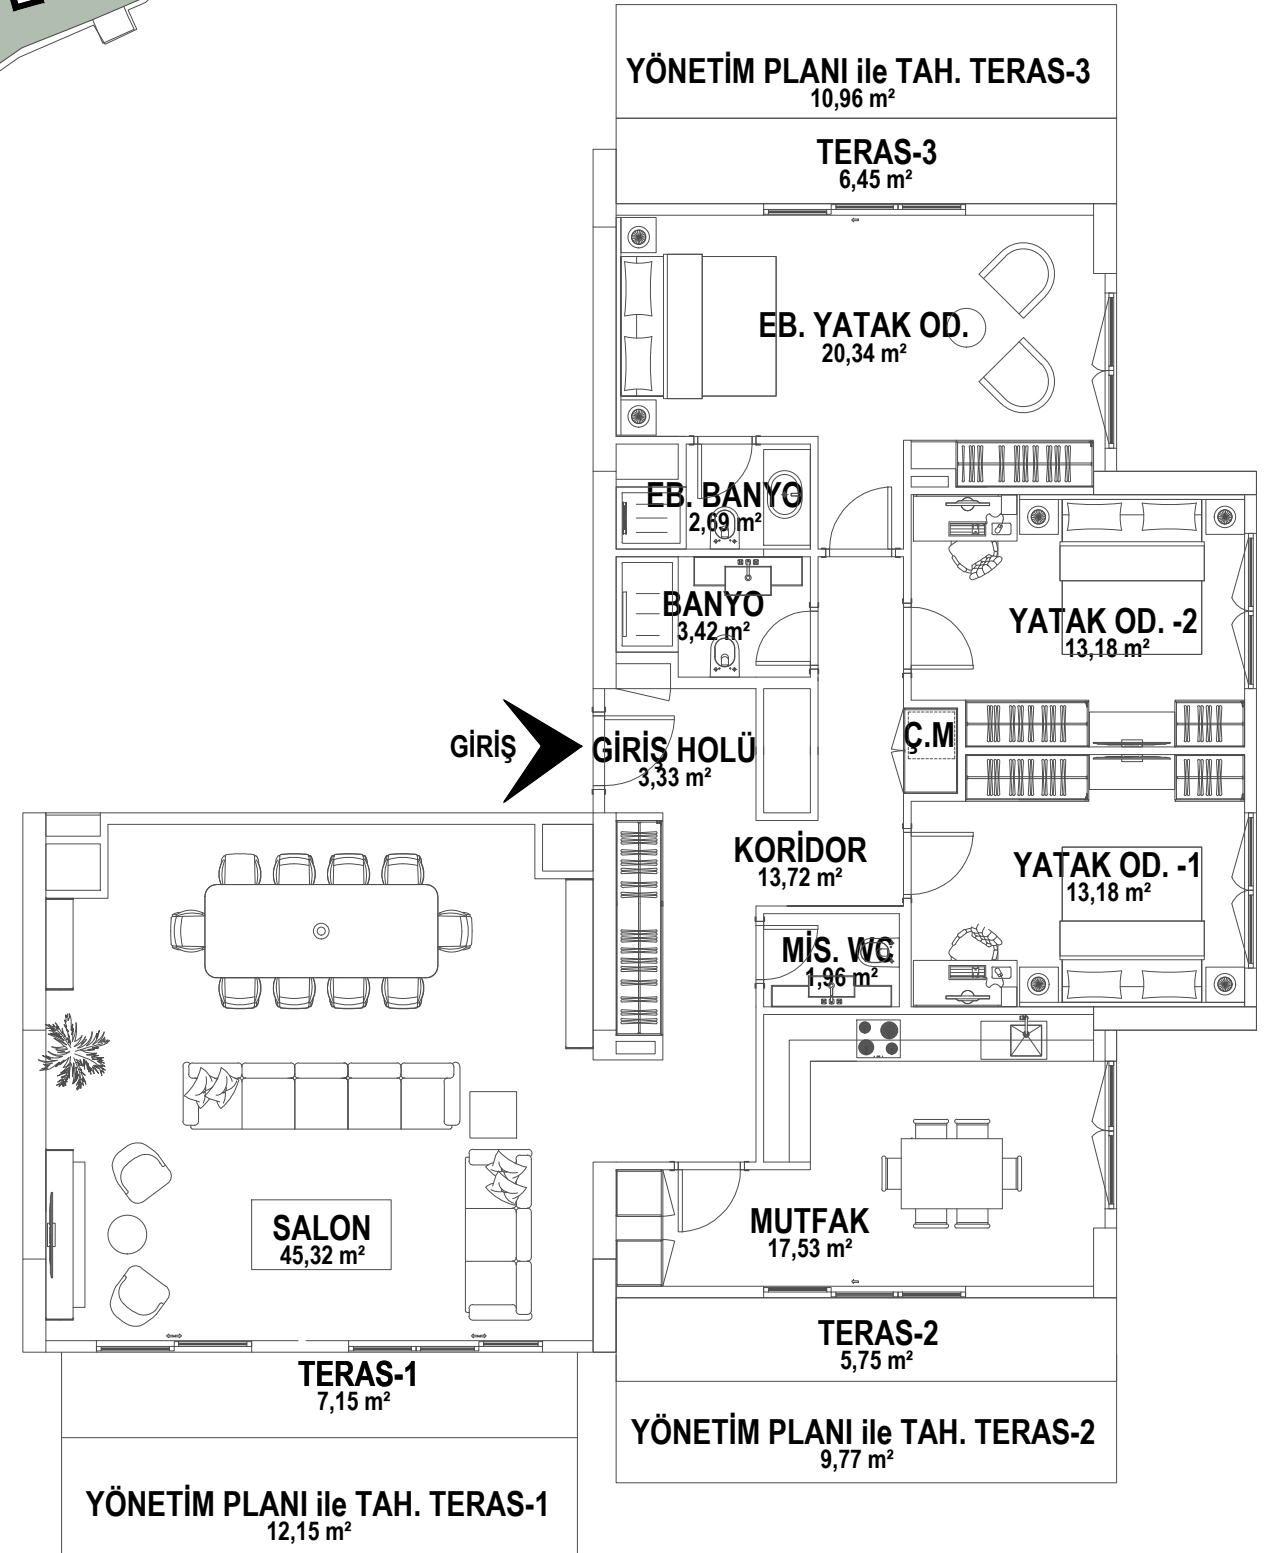 YÖNETİM PLANI ile TAH. TERAS-3
10,96 m²
TERAS-3
6,45 m²
EB. YATAK OD.
20,34 m²
EB. BANYO
2,69 m²
BANYO
3,42 m²
YATAK OD. -2
13,18 m²
GİRİŞ
GİRİŞ HOLÜ
3,33 m²
Ç.M
KORİDOR
13,72 m²
YATAK OD. -1
13,18 m²
MİS. WC
1,96 m²
SALON
45,32 m²
MUTFAK
17,53 m²
TERAS-2
5,75 m²
TERAS-1
7,15 m²
YÖNETİM PLANI ile TAH. TERAS-2
9,77 m²
YÖNETİM PLANI ile TAH. TERAS-1
12,15 m²